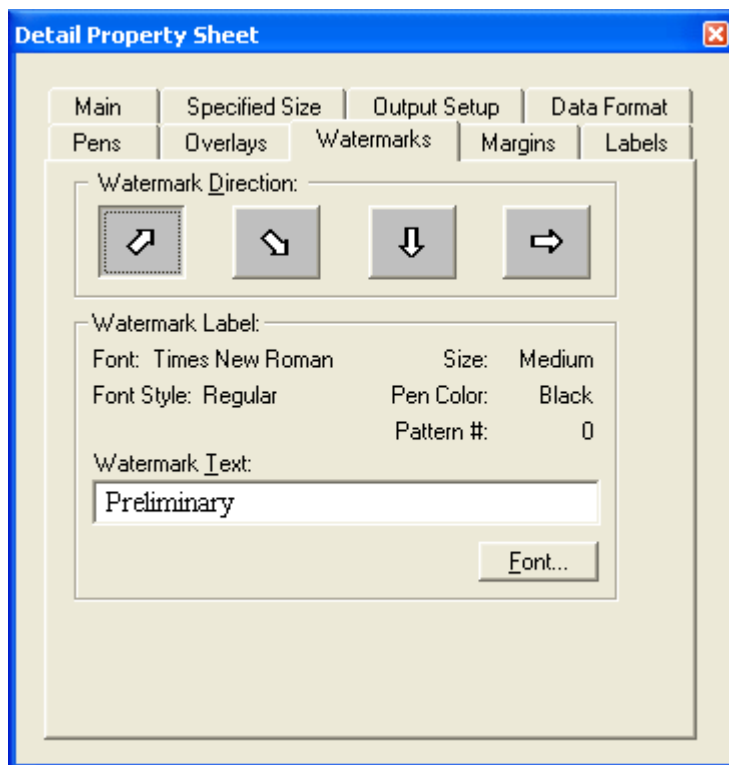 Detail Property Sheet
Main Specified Size Output Setup Data Format
Pens Overlays Watermarks Margins Labels
Watermark Direction:
Watermark Label:
Font: Times New Roman Size: Medium
Font Style: Regular Pen Color: Black
Pattern #: 0
Watermark Text:
Preliminary
Font...